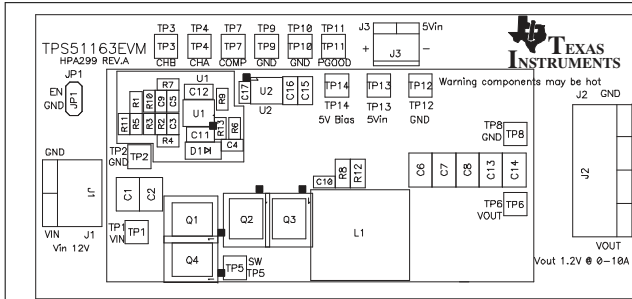 TPS51163EVM
HPA299 REV.A
TP3 TP4 TP7 TP9 TP10 TP11
TP3 TP4 TP7 TP9 TP10 TP11
CHB CHA COMP GND GND PGOOD
J3 5Vin
+ J3 -
TEXAS
INSTRUMENTS
JP1
EN
GND
JP1
R7 U1
R1 R10 C9 C5 C12 R9
R11 R5 R2 C3 U1 R13 R6
R4 C11 C4
D1
C17 U2 C16 C15
U2
TP14 TP13 TP12
TP14 TP13 TP12
5V Bias 5Vin GND
Warning components may be hot
J2 GND
TP8
GND TP8
TP2
GND TP2
GND
J1
VIN J1
Vin 12V
C1 C2
TP1
VIN TP1
Q1 Q2 Q3
Q4
SW
TP5 TP5
C10 R8 R12
L1
C6 C7 C8 C13 C14
TP6 TP6
VOUT
J2
VOUT
Vout 1.2V @ 0-10A